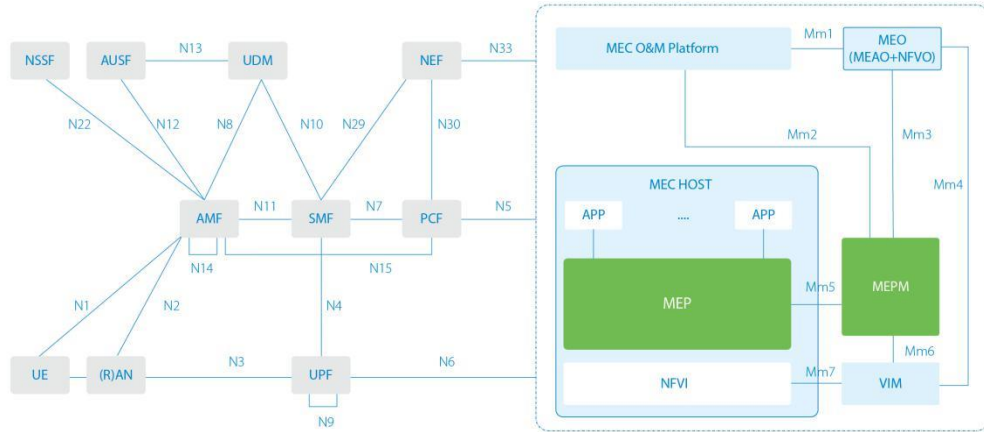 MEC O&M Platform
Mm1
MEO
(MEAO+NFVO)
NSSF
AUSF
N13
UDM
NEF
N33
N22
N12
N8
N10
N29
N30
Mm2
Mm3
Mm4
MEC HOST
APP
....
APP
AMF
N11
SMF
N7
PCF
N5
N14
N15
MEP
Mm5
MEPM
N1
N2
N4
Mm6
UE
(R)AN
N3
UPF
N6
NFVI
Mm7
VIM
N9